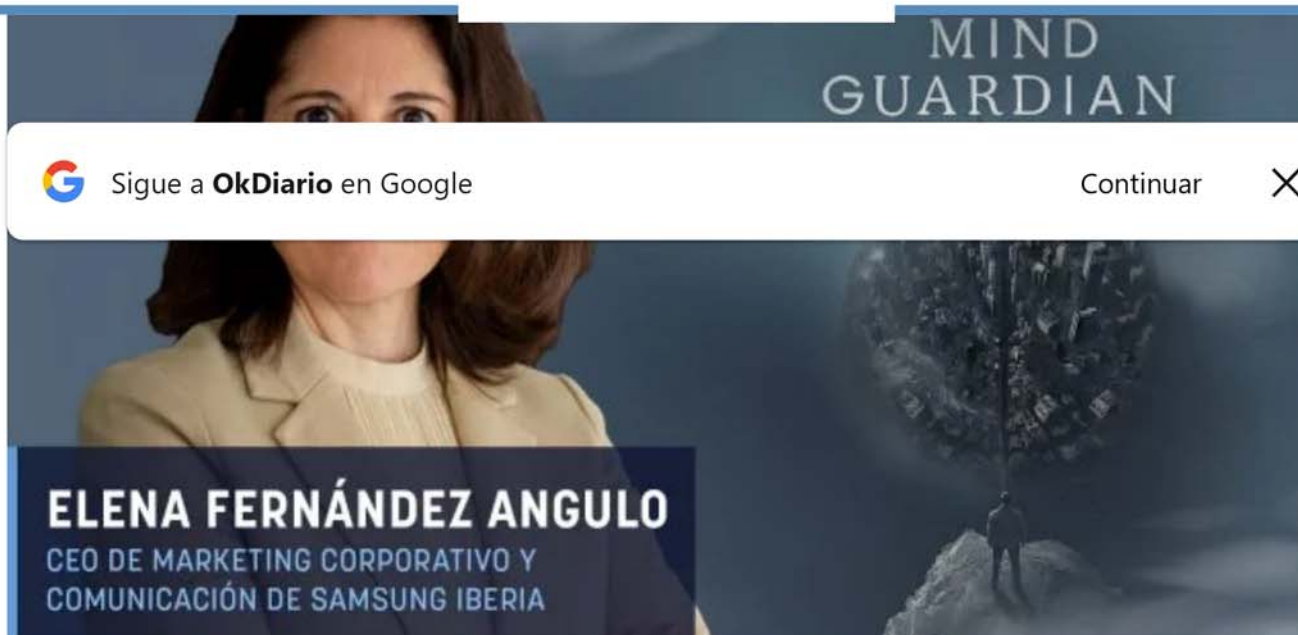 MIND
GUARDIAN
Sigue a OkDiario en Google
Continuar
ELENA FERNÁNDEZ ANGULO
CEO DE MARKETING CORPORATIVO Y
COMUNICACIÓN DE SAMSUNG IBERIA